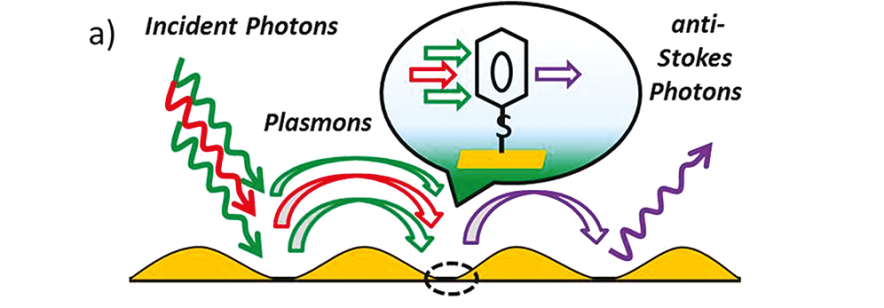 a)
Incident Photons
anti-
Stokes
Photons
Plasmons
S